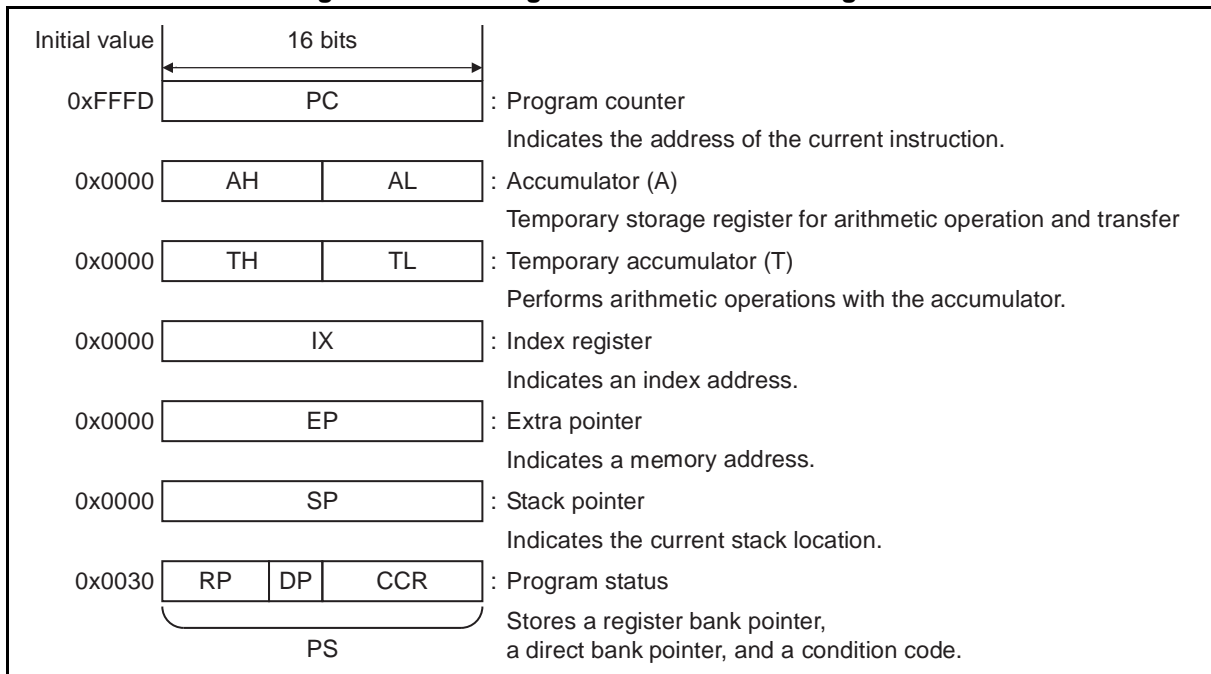 Initial value 16 bits
0xFFFD PC : Program counter
Indicates the address of the current instruction.
0x0000 AH AL : Accumulator (A)
Temporary storage register for arithmetic operation and transfer
0x0000 TH TL : Temporary accumulator (T)
Performs arithmetic operations with the accumulator.
0x0000 IX : Index register
Indicates an index address.
0x0000 EP : Extra pointer
Indicates a memory address.
0x0000 SP : Stack pointer
Indicates the current stack location.
0x0030 RP DP CCR : Program status
Stores a register bank pointer,
PS a direct bank pointer, and a condition code.